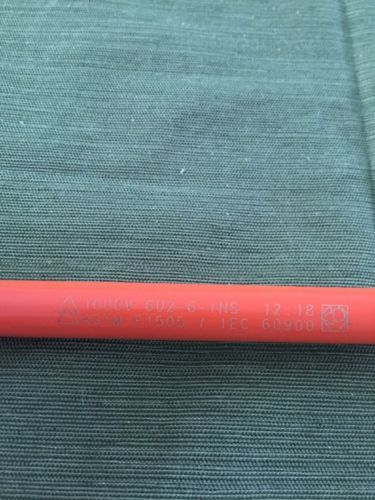 1000V 602-6-INS 12.18
ASTM F1505 / IEC 60900